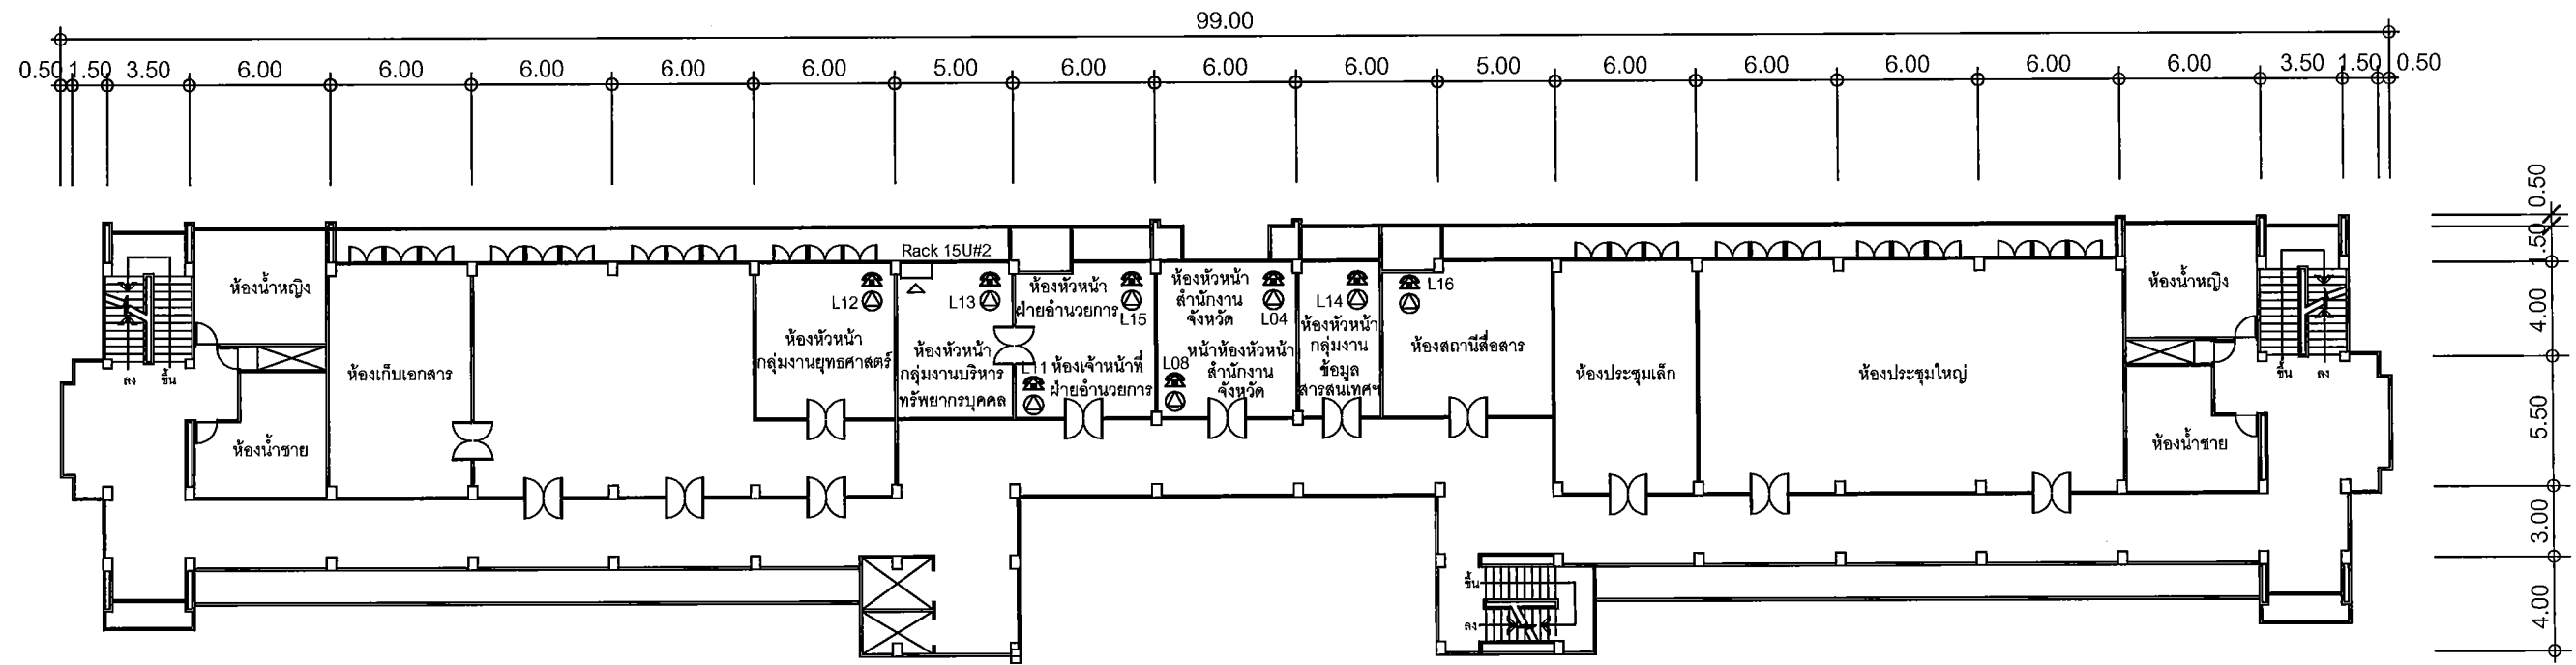 99.00
0.50 1.50 3.50 6.00 6.00 6.00 6.00 6.00 5.00 6.00 6.00 6.00 5.00 6.00 6.00 6.00 6.00 6.00 3.50 1.50 0.50
0.50
1.50
4.00
5.50
3.00
4.00
ลง
ขึ้น
ห้องน้ำหญิง
ห้องน้ำชาย
ห้องเก็บเอกสาร
L12
ห้องหัวหน้า
กลุ่มงานยุทธศาสตร์
Rack 15U#2
L13
ห้องหัวหน้า
กลุ่มงานบริหาร
ทรัพยากรบุคคล
ห้องหัวหน้า
ฝ่ายอำนวยการ
L15
L11
ห้องเจ้าหน้าที่
ฝ่ายอำนวยการ
ห้องหัวหน้า
สำนักงาน
จังหวัด
L04
L08
หน้าห้องหัวหน้า
สำนักงาน
จังหวัด
L14
ห้องหัวหน้า
กลุ่มงาน
ข้อมูล
สารสนเทศฯ
L16
ห้องสถานีสื่อสาร
ห้องประชุมเล็ก
ห้องประชุมใหญ่
ห้องน้ำหญิง
ห้องน้ำชาย
ขึ้น
ลง
ขึ้น
ลง